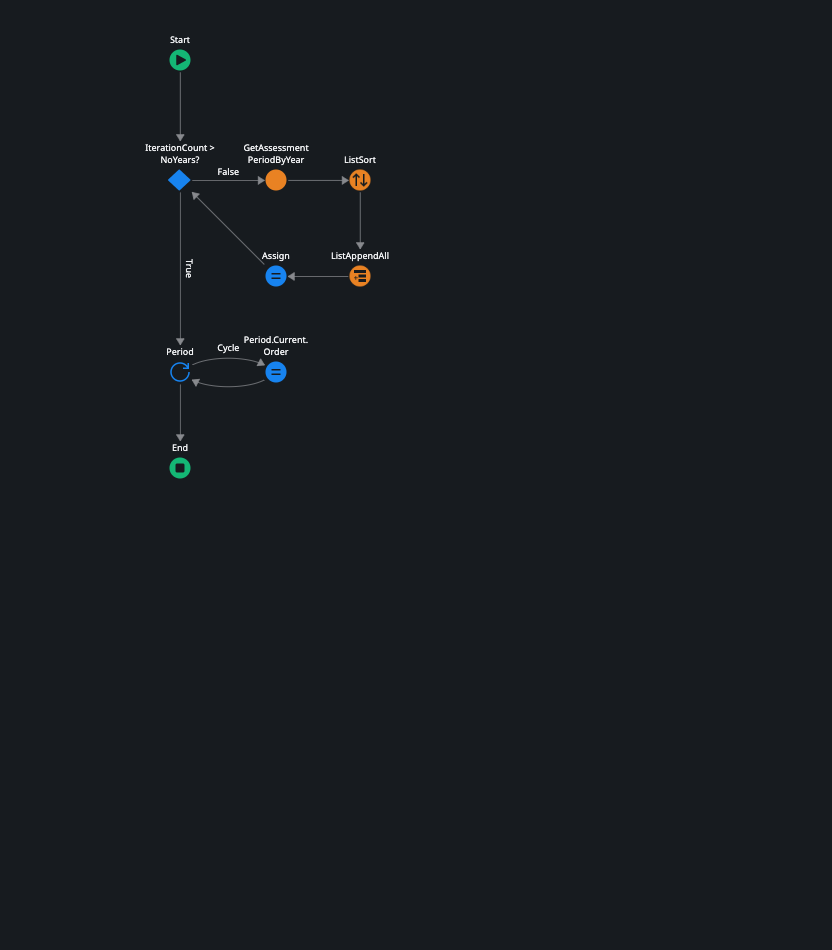 Start
IterationCount >
NoYears?
False
GetAssessment
PeriodByYear
ListSort
Assign
ListAppendAll
True
Period
Cycle
Period.Current.
Order
End